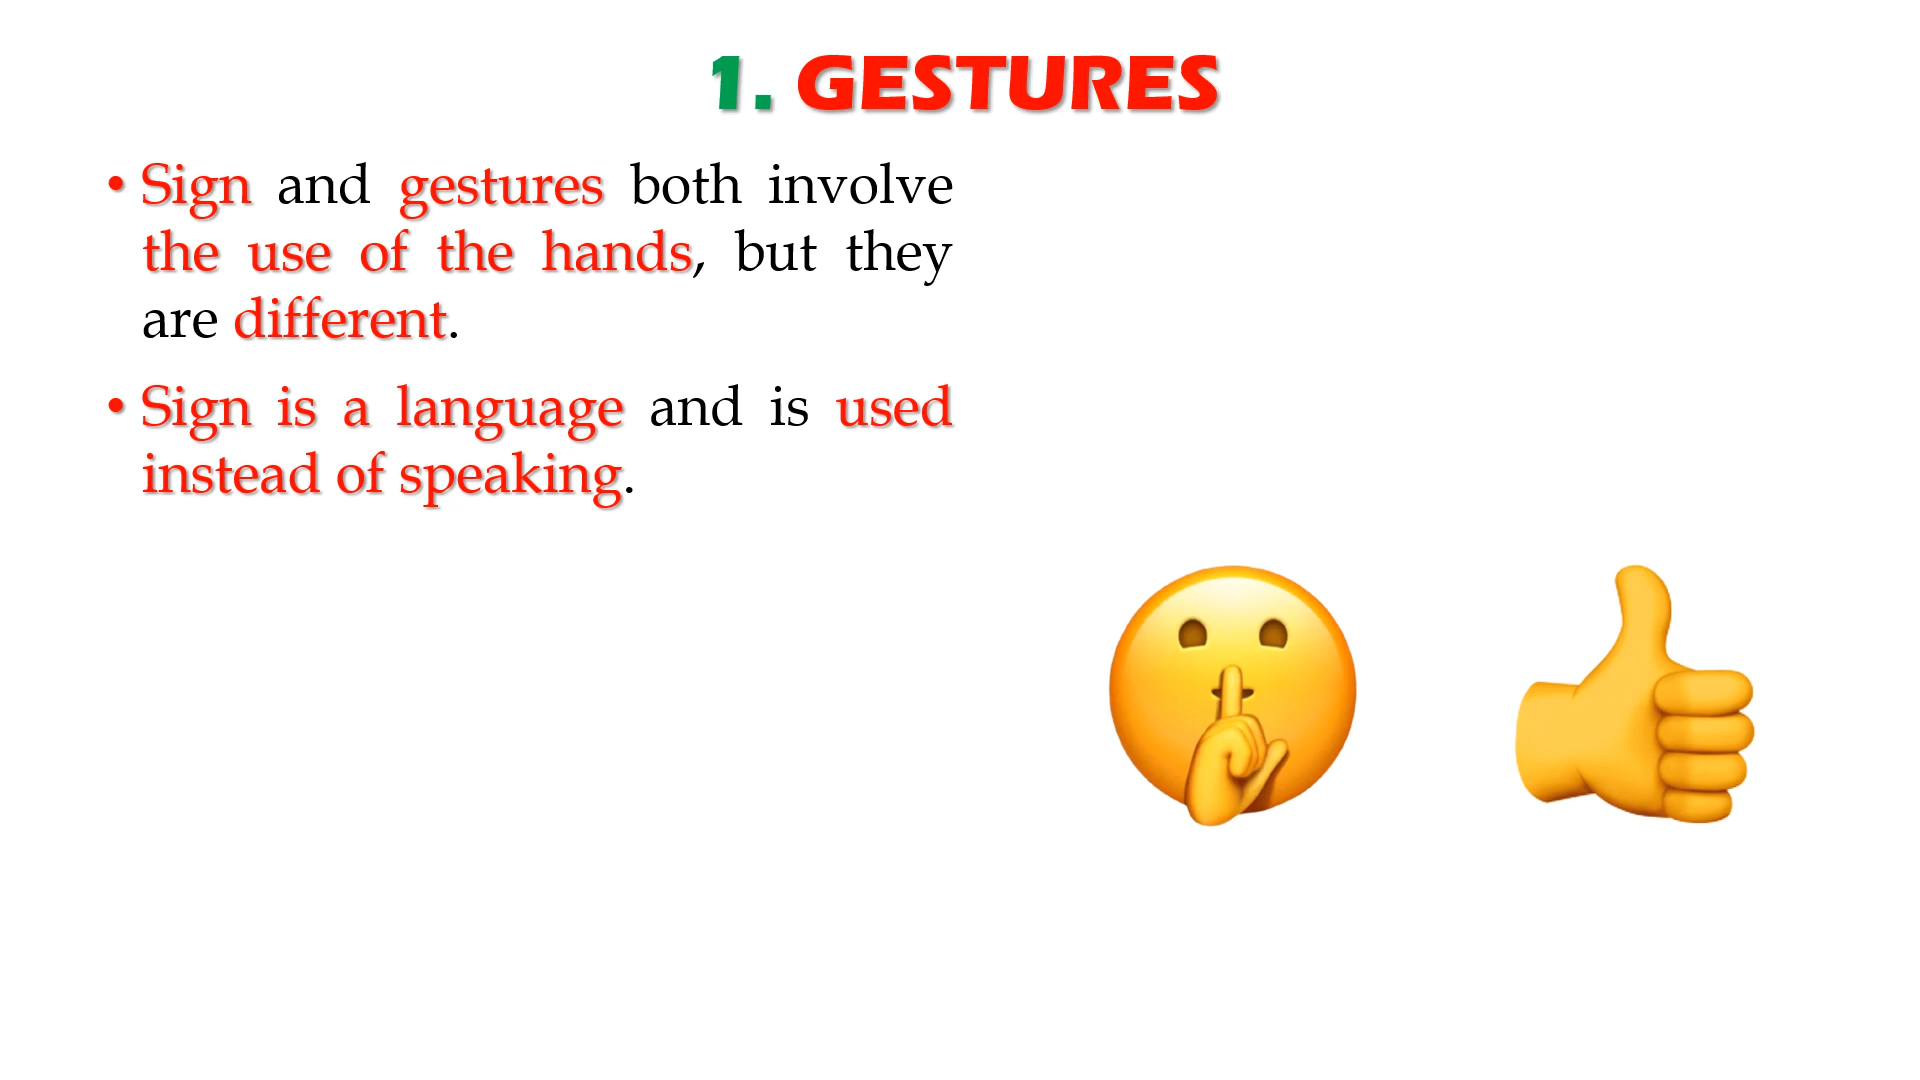 1. GESTURES
• Sign and gestures both involve
the use of the hands, but they
are different.
• Sign is a language and is used
instead of speaking.